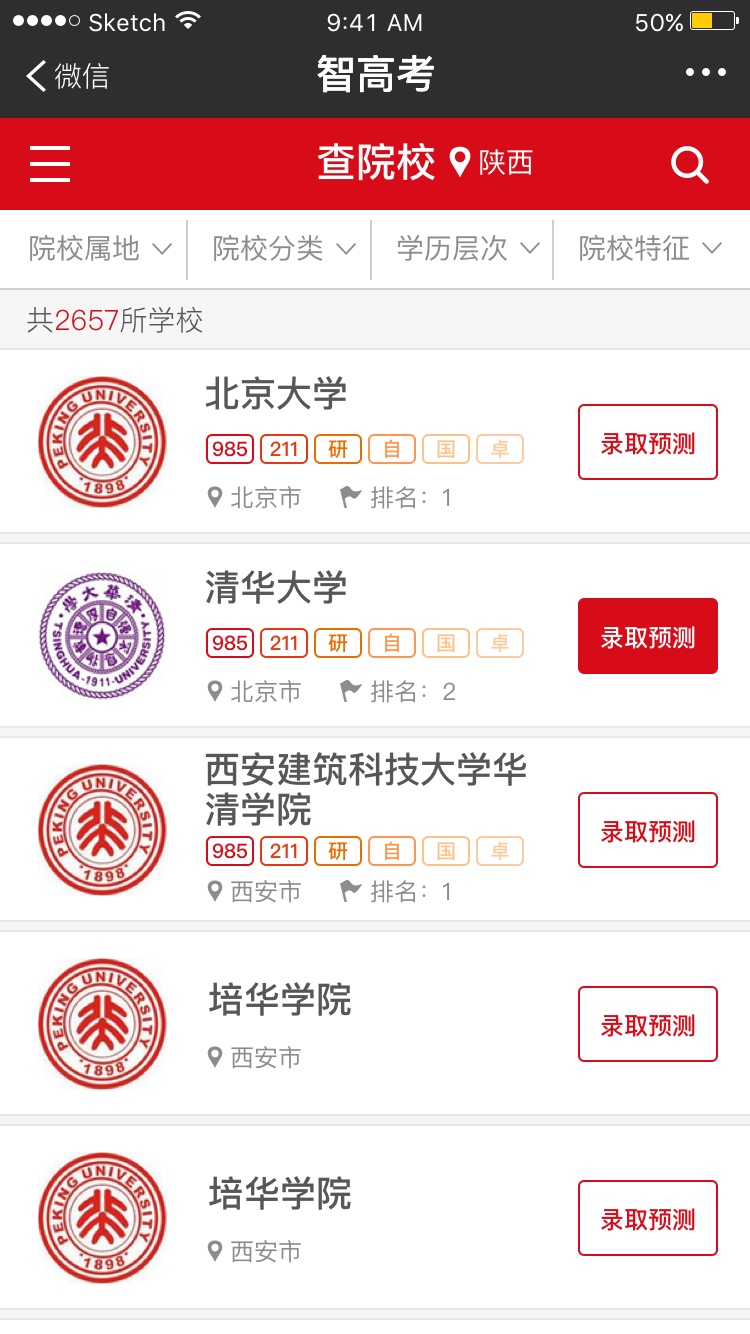 Sketch 9:41 AM 50%
微信 智高考
查院校 陕西
院校属地 院校分类 学历层次 院校特征
共2657所学校
PEKING UNIVERSITY
·1898·
北京大学
985 211 研 自 国 卓
北京市 排名：1
录取预测
TSINGHUA-1911-UNIVERSITY
清华大学
985 211 研 自 国 卓
北京市 排名：2
录取预测
PEKING UNIVERSITY
·1898·
西安建筑科技大学华
清学院
985 211 研 自 国 卓
西安市 排名：1
录取预测
PEKING UNIVERSITY
·1898·
培华学院
西安市
录取预测
PEKING UNIVERSITY
·1898·
培华学院
西安市
录取预测